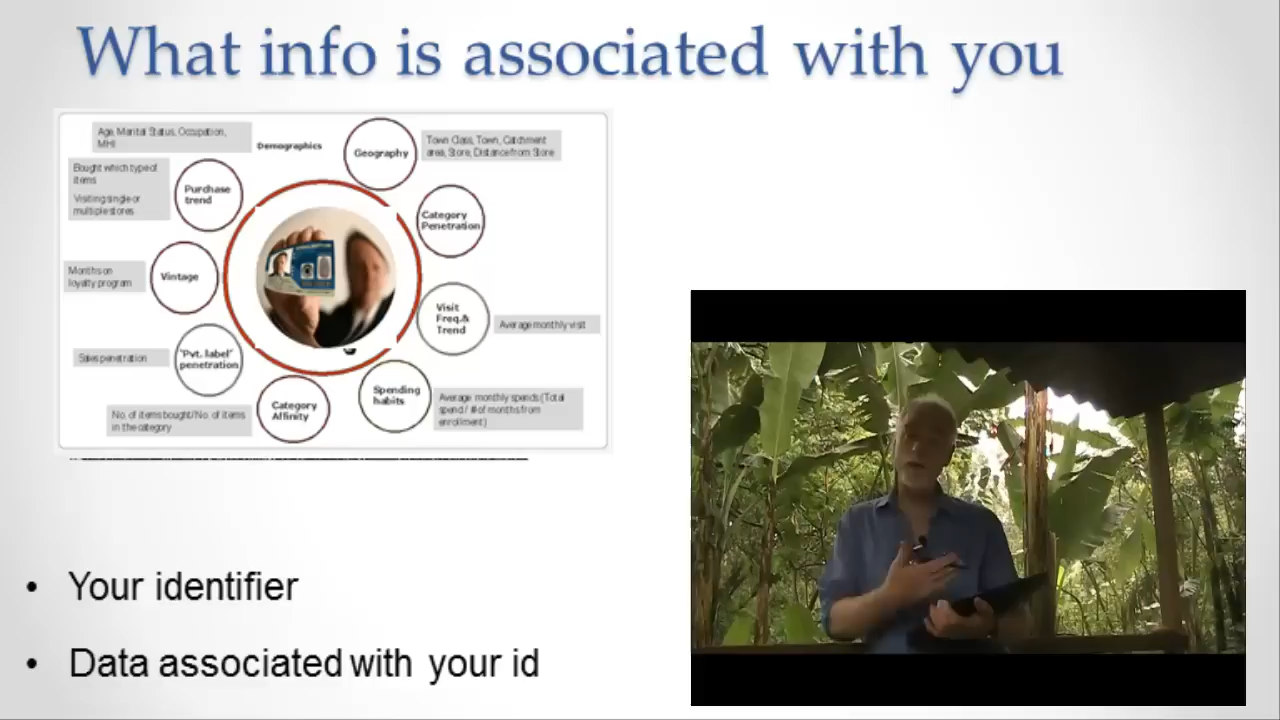 What info is associated with you
Age, Marital Status, Occupation,
MHI
Demographics
Geography
Town Class, Town, Catchment
area, Store, Distance from Store
Bought which type of
items
Visiting single or
multiple stores
Purchase
trend
Category
Penetration
Months on
loyalty program
Vintage
Visit
Freq.&
Trend
Average monthly visit
Sales penetration
"Pvt. label"
penetration
Spending
habits
Average monthly spends (Total
spend / # of months from
enrollment)
No. of items bought/No. of items
in the category
Category
Affinity
• Your identifier
• Data associated with your id